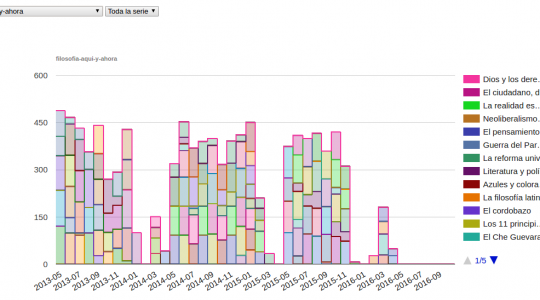 y-ahora
Toda la serie
filosofia-aqui-y-ahora
600
450
300
150
0
2013-05
2013-07
2013-09
2013-11
2014-01
2014-03
2014-05
2014-07
2014-09
2014-11
2015-01
2015-03
2015-05
2015-07
2015-09
2015-11
2016-01
2016-03
2016-05
2016-07
2016-09
Dios y los dere...
El ciudadano, d
La realidad es...
Neoliberalismo...
El pensamiento
Guerra del Par...
La reforma univ
Literatura y polí
Azules y colora
La filosofía latin
El cordobazo
Los 11 principi...
El Che Guevara
1/5